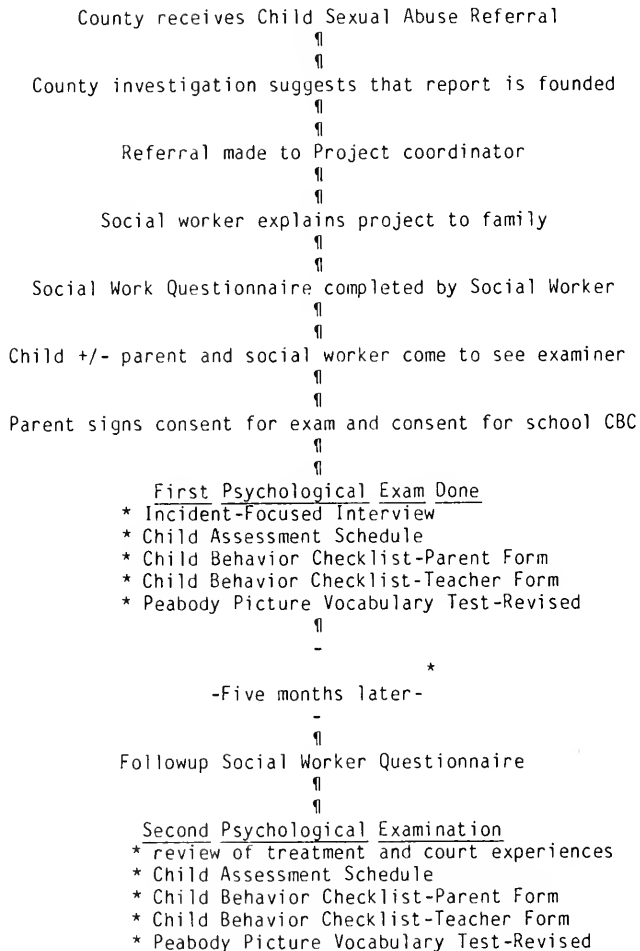 County receives Child Sexual Abuse Referral
¶
¶
County investigation suggests that report is founded
¶
¶
Referral made to Project coordinator
¶
¶
Social worker explains project to family
¶
¶
Social Work Questionnaire completed by Social Worker
¶
¶
Child +/- parent and social worker come to see examiner
¶
¶
Parent signs consent for exam and consent for school CBC
¶
¶
First Psychological Exam Done
* Incident-Focused Interview
* Child Assessment Schedule
* Child Behavior Checklist-Parent Form
* Child Behavior Checklist-Teacher Form
* Peabody Picture Vocabulary Test-Revised
¶
-
*
-Five months later-
-
¶
Followup Social Worker Questionnaire
¶
¶
Second Psychological Examination
* review of treatment and court experiences
* Child Assessment Schedule
* Child Behavior Checklist-Parent Form
* Child Behavior Checklist-Teacher Form
* Peabody Picture Vocabulary Test-Revised